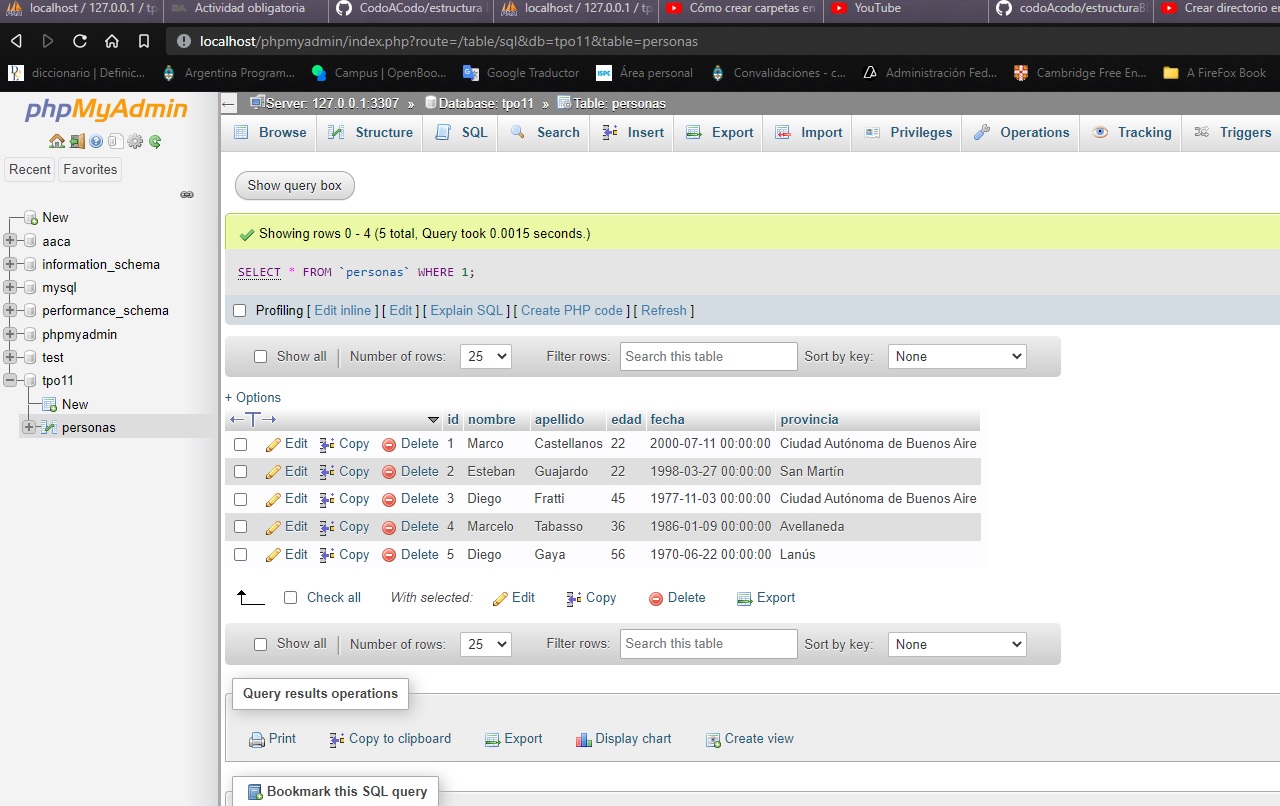 localhost / 127.0.0.1 / tp Actividad obligatoria CodoACodo/estructura localhost / 127.0.0.1 / tp Cómo crear carpetas en YouTube codoAcodo/estructuraB Crear directorio en
localhost/phpmyadmin/index.php?route=/table/sql&db=tpo11&table=personas
diccionario | Definic... Argentina Program... Campus | OpenBoo... Google Traductor ISPC Área personal Convalidaciones - c... Administración Fed... Cambridge Free En... A FireFox Book
phpMyAdmin
Recent Favorites
New
aaca
information_schema
mysql
performance_schema
phpmyadmin
test
tpo11
New
personas
Server: 127.0.0.1:3307 » Database: tpo11 » Table: personas
Browse Structure SQL Search Insert Export Import Privileges Operations Tracking Triggers
Show query box
Showing rows 0 - 4 (5 total, Query took 0.0015 seconds.)
SELECT * FROM `personas` WHERE 1;
Profiling [ Edit inline ] [ Edit ] [ Explain SQL ] [ Create PHP code ] [ Refresh ]
Show all Number of rows: 25 Filter rows: Search this table Sort by key: None
+ Options
←T→ id nombre apellido edad fecha provincia
Edit Copy Delete 1 Marco Castellanos 22 2000-07-11 00:00:00 Ciudad Autónoma de Buenos Aire
Edit Copy Delete 2 Esteban Guajardo 22 1998-03-27 00:00:00 San Martín
Edit Copy Delete 3 Diego Fratti 45 1977-11-03 00:00:00 Ciudad Autónoma de Buenos Aire
Edit Copy Delete 4 Marcelo Tabasso 36 1986-01-09 00:00:00 Avellaneda
Edit Copy Delete 5 Diego Gaya 56 1970-06-22 00:00:00 Lanús
Check all With selected: Edit Copy Delete Export
Show all Number of rows: 25 Filter rows: Search this table Sort by key: None
Query results operations
Print Copy to clipboard Export Display chart Create view
Bookmark this SQL query